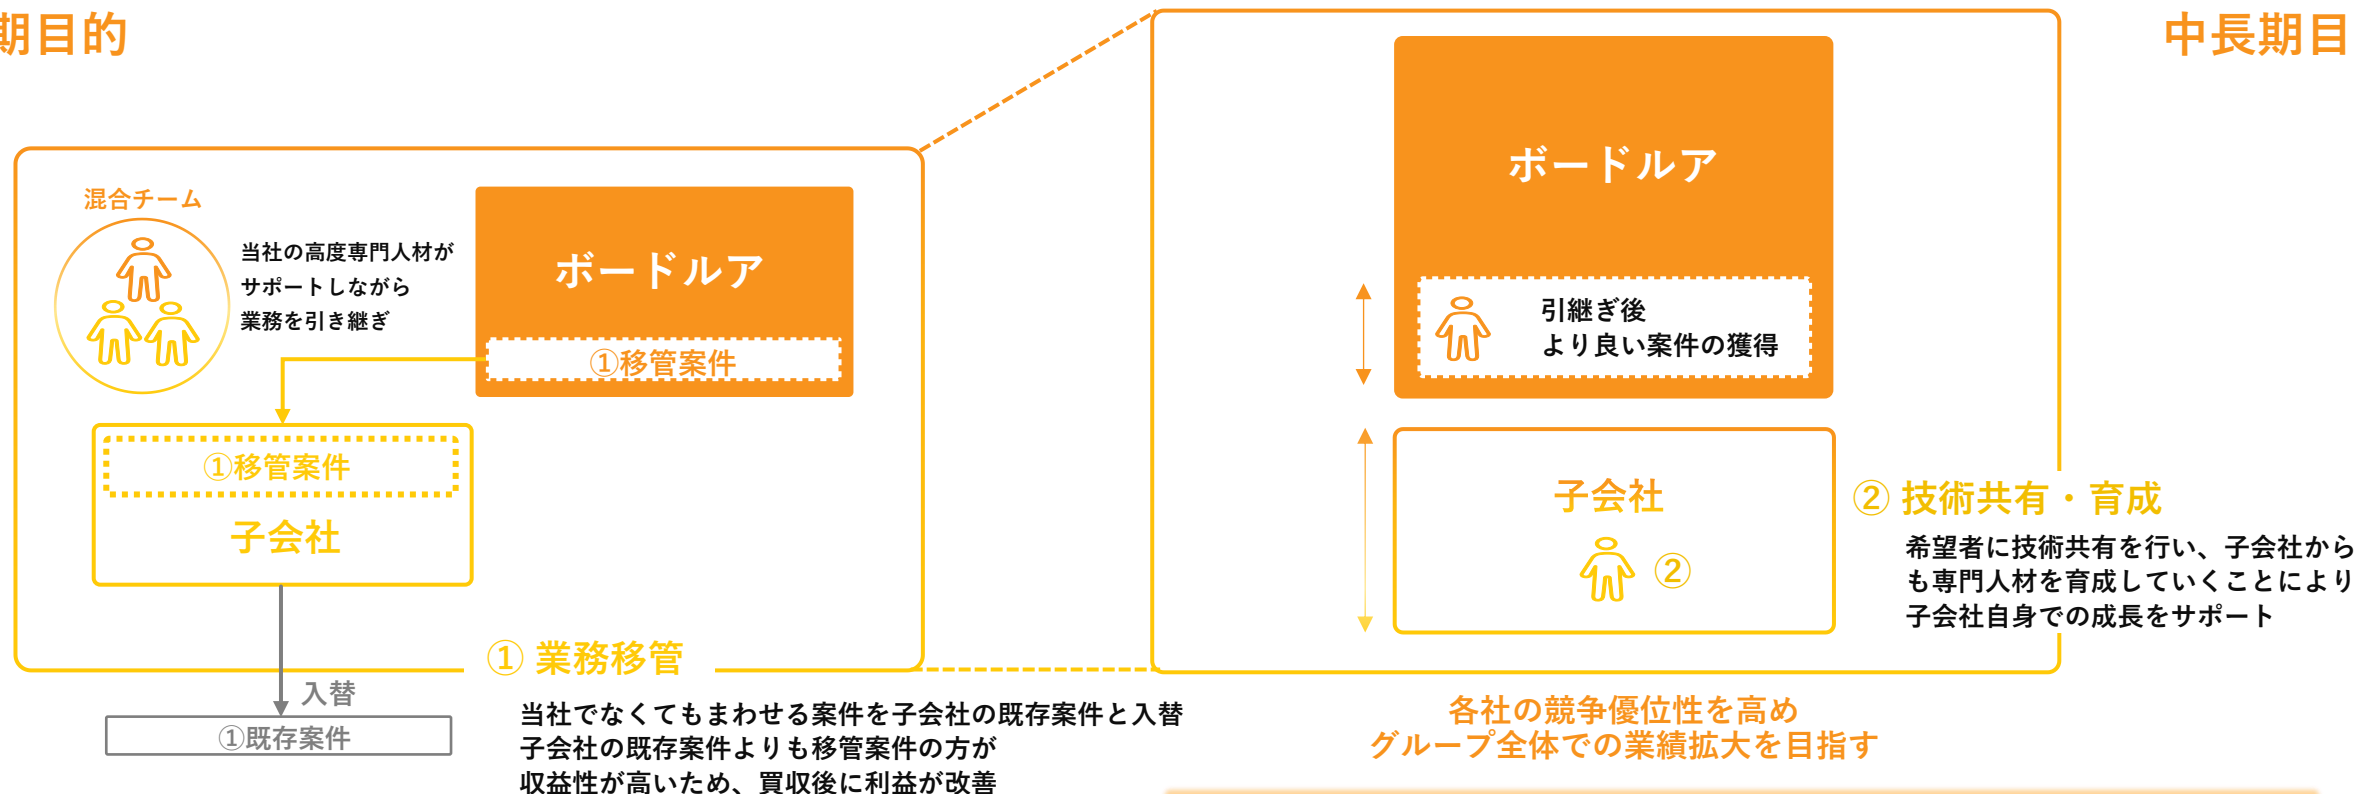 期目的
中長期目
混合チーム
当社の高度専門人材が
サポートしながら
業務を引き継ぎ
ボードルア
①移管案件
①移管案件
子会社
入替
①既存案件
① 業務移管
当社でなくてもまわせる案件を子会社の既存案件と入替
子会社の既存案件よりも移管案件の方が
収益性が高いため、買収後に利益が改善
ボードルア
引継ぎ後
より良い案件の獲得
子会社
②
② 技術共有・育成
希望者に技術共有を行い、子会社から
も専門人材を育成していくことにより
子会社自身での成長をサポート
各社の競争優位性を高め
グループ全体での業績拡大を目指す